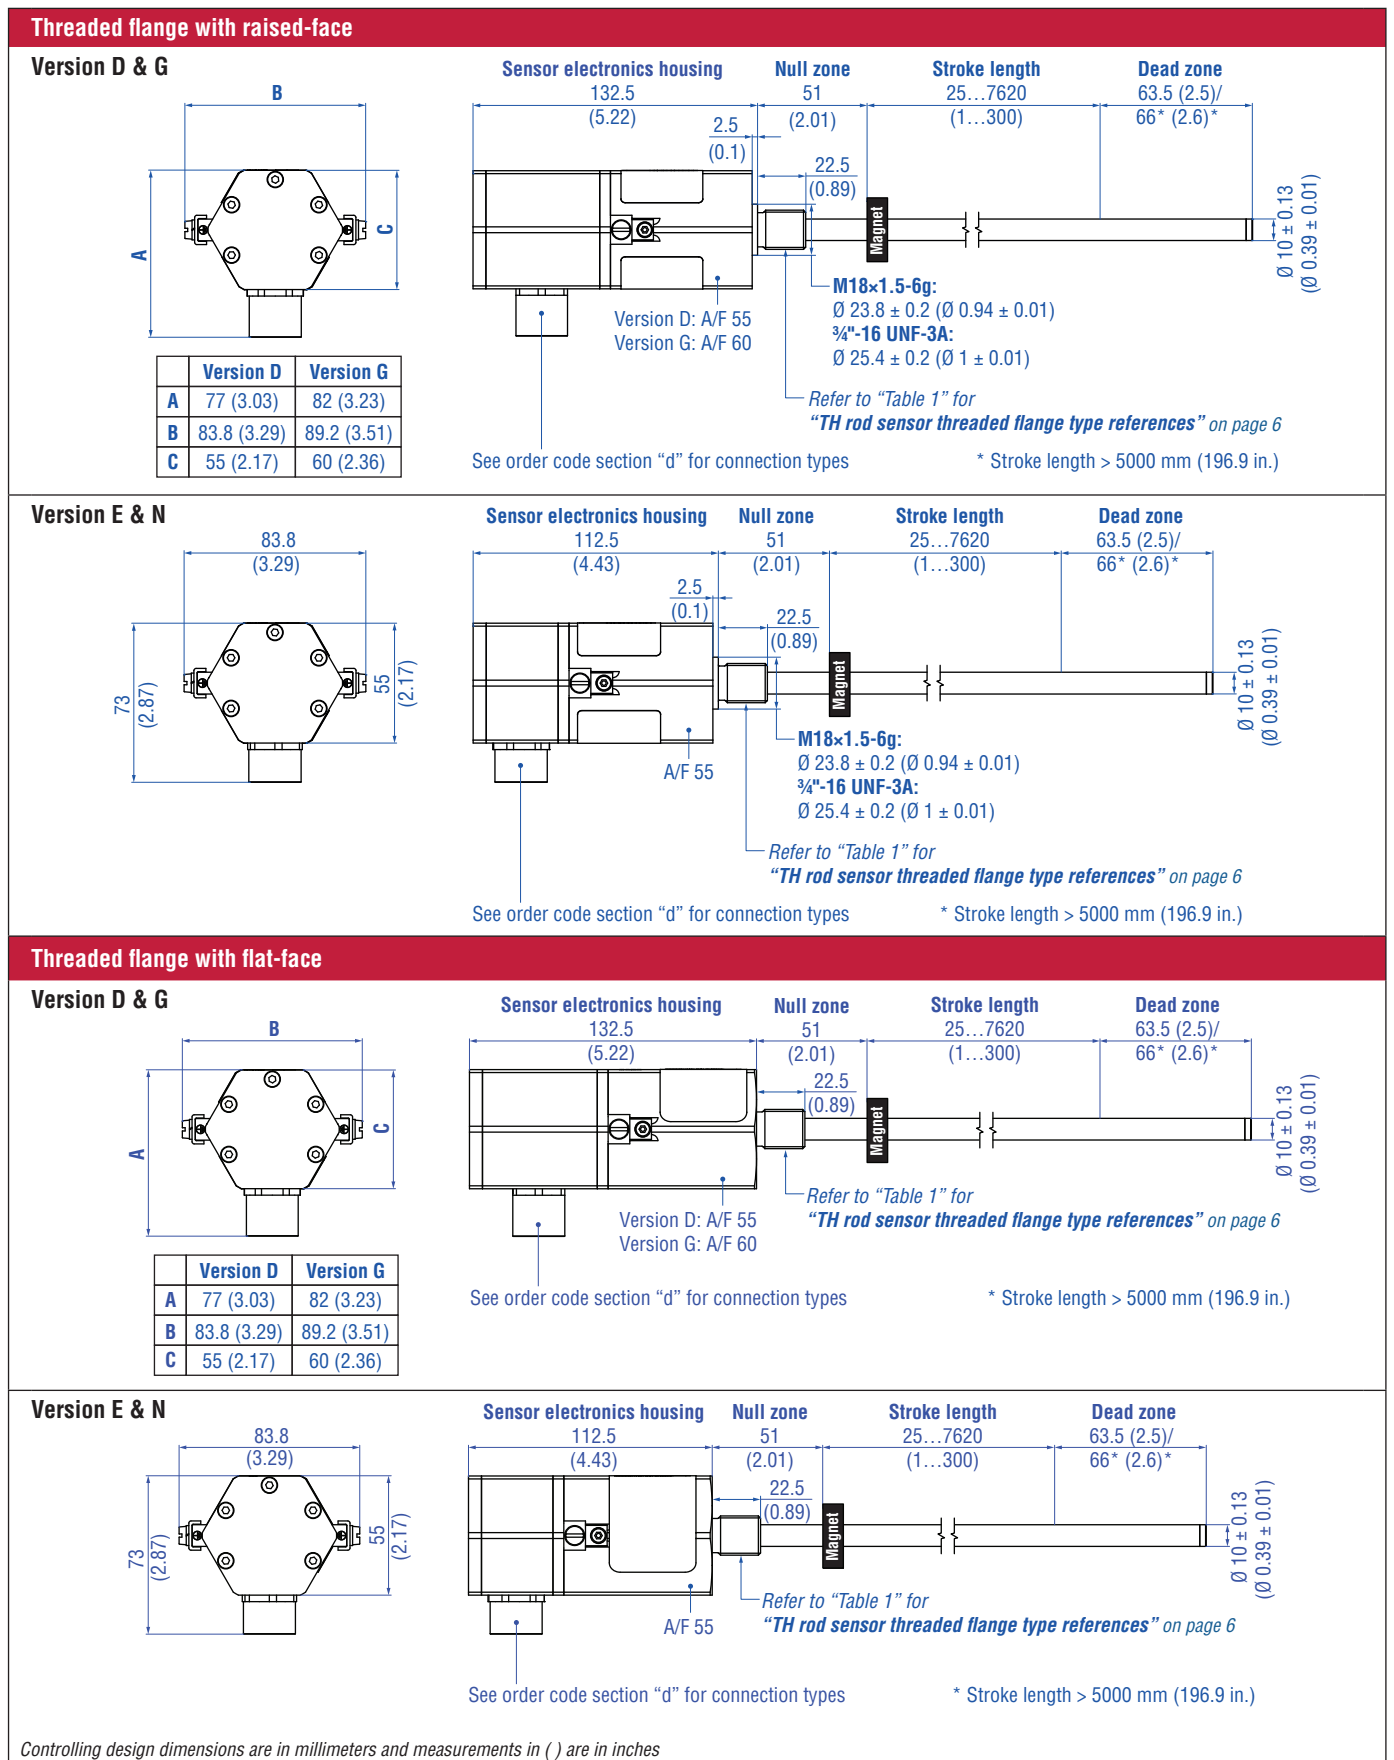 Threaded flange with raised-face
Version D & G
B
A
C
Sensor electronics housing
132.5
(5.22)
Null zone
51
(2.01)
Stroke length
25…7620
(1…300)
Dead zone
63.5 (2.5)/
66* (2.6)*
2.5
(0.1)
22.5
(0.89)
Magnet
Ø 10 ± 0.13
(Ø 0.39 ± 0.01)
Version D: A/F 55
Version G: A/F 60
M18×1.5-6g:
Ø 23.8 ± 0.2 (Ø 0.94 ± 0.01)
¾"-16 UNF-3A:
Ø 25.4 ± 0.2 (Ø 1 ± 0.01)
Refer to “Table 1” for
“TH rod sensor threaded flange type references” on page 6
Version D Version G
A 77 (3.03) 82 (3.23)
B 83.8 (3.29) 89.2 (3.51)
C 55 (2.17) 60 (2.36)
See order code section “d” for connection types
* Stroke length > 5000 mm (196.9 in.)
Version E & N
83.8
(3.29)
73
(2.87)
55
(2.17)
Sensor electronics housing
112.5
(4.43)
Null zone
51
(2.01)
Stroke length
25…7620
(1…300)
Dead zone
63.5 (2.5)/
66* (2.6)*
2.5
(0.1)
22.5
(0.89)
Magnet
Ø 10 ± 0.13
(Ø 0.39 ± 0.01)
A/F 55
M18×1.5-6g:
Ø 23.8 ± 0.2 (Ø 0.94 ± 0.01)
¾"-16 UNF-3A:
Ø 25.4 ± 0.2 (Ø 1 ± 0.01)
Refer to “Table 1” for
“TH rod sensor threaded flange type references” on page 6
See order code section “d” for connection types
* Stroke length > 5000 mm (196.9 in.)
Threaded flange with flat-face
Version D & G
B
A
C
Sensor electronics housing
132.5
(5.22)
Null zone
51
(2.01)
Stroke length
25…7620
(1…300)
Dead zone
63.5 (2.5)/
66* (2.6)*
22.5
(0.89)
Magnet
Ø 10 ± 0.13
(Ø 0.39 ± 0.01)
Version D: A/F 55
Version G: A/F 60
Refer to “Table 1” for
“TH rod sensor threaded flange type references” on page 6
Version D Version G
A 77 (3.03) 82 (3.23)
B 83.8 (3.29) 89.2 (3.51)
C 55 (2.17) 60 (2.36)
See order code section “d” for connection types
* Stroke length > 5000 mm (196.9 in.)
Version E & N
83.8
(3.29)
73
(2.87)
55
(2.17)
Sensor electronics housing
112.5
(4.43)
Null zone
51
(2.01)
Stroke length
25…7620
(1…300)
Dead zone
63.5 (2.5)/
66* (2.6)*
22.5
(0.89)
Magnet
Ø 10 ± 0.13
(Ø 0.39 ± 0.01)
A/F 55
Refer to “Table 1” for
“TH rod sensor threaded flange type references” on page 6
See order code section “d” for connection types
* Stroke length > 5000 mm (196.9 in.)
Controlling design dimensions are in millimeters and measurements in ( ) are in inches